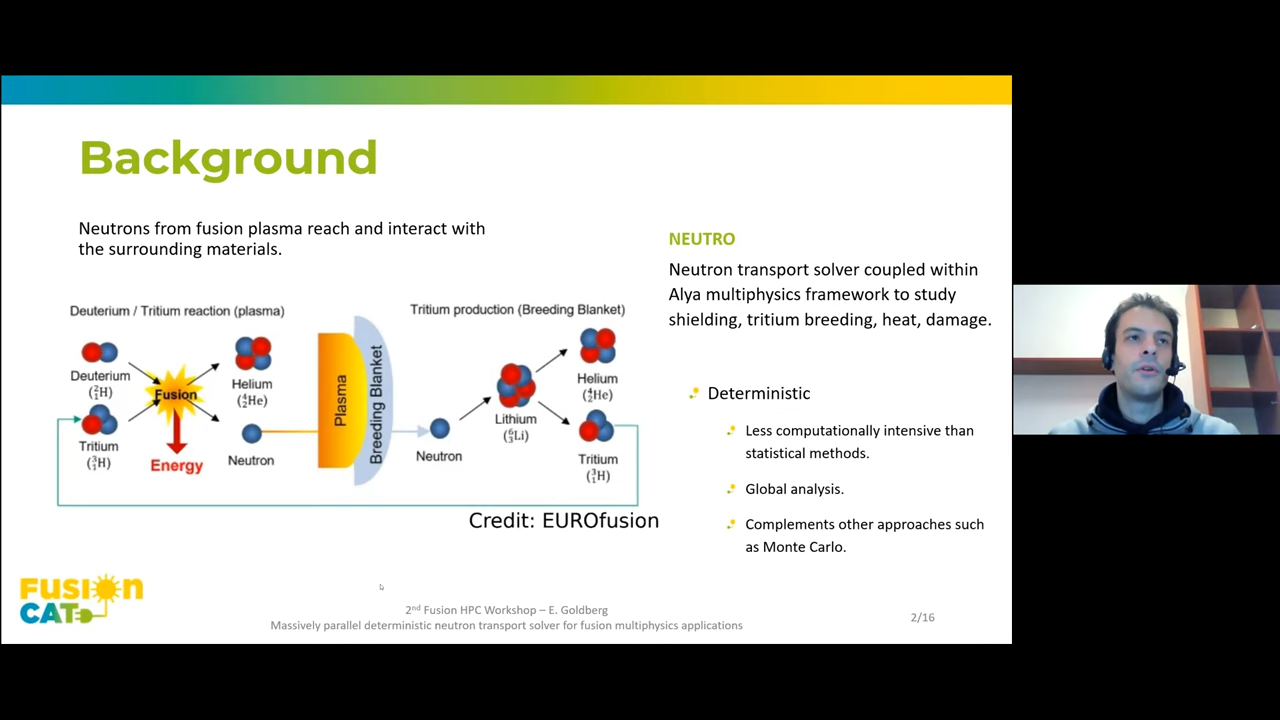 Background
Neutrons from fusion plasma reach and interact with
the surrounding materials.
Deuterium / Tritium reaction (plasma)
Tritium production (Breeding Blanket)
Deuterium
(²₁H)
Tritium
(³₁H)
Fusion
Energy
Helium
(⁴₂He)
Neutron
Plasma
Breeding Blanket
Neutron
Lithium
(⁶₃Li)
Helium
(⁴₂He)
Tritium
(³₁H)
Credit: EUROfusion
NEUTRO
Neutron transport solver coupled within
Alya multiphysics framework to study
shielding, tritium breeding, heat, damage.
Deterministic
Less computationally intensive than
statistical methods.
Global analysis.
Complements other approaches such
as Monte Carlo.
FUSION
CAT
2nd Fusion HPC Workshop – E. Goldberg
Massively parallel deterministic neutron transport solver for fusion multiphysics applications
2/16